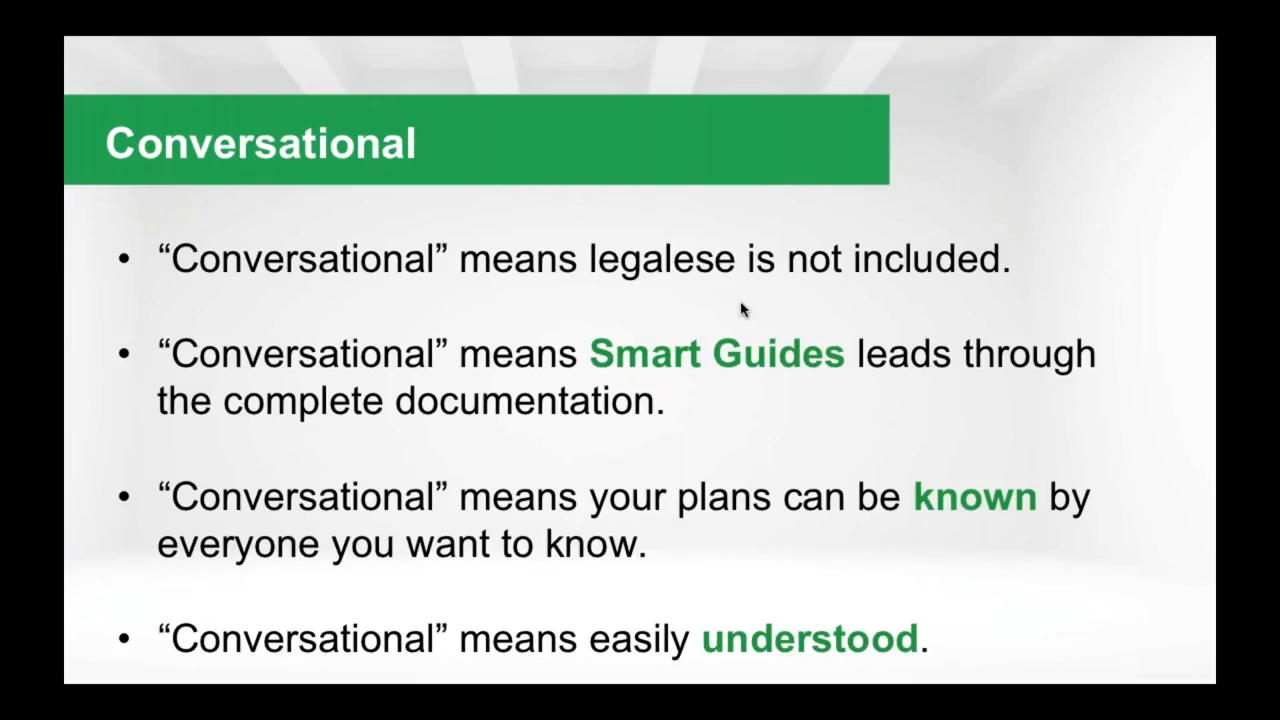 Conversational
• “Conversational” means legalese is not included.
• “Conversational” means Smart Guides leads through
the complete documentation.
• “Conversational” means your plans can be known by
everyone you want to know.
• “Conversational” means easily understood.